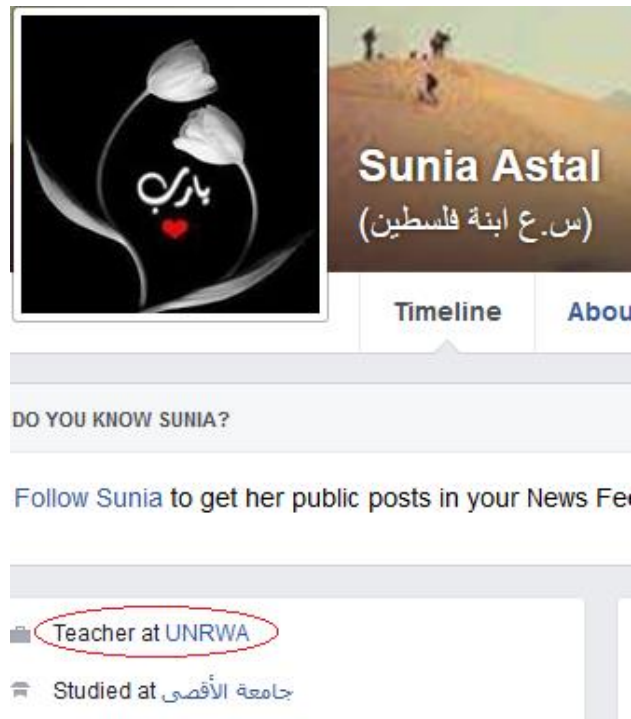 يارب
Sunia Astal
(س.ع ابنة فلسطين)
Timeline
Abou
DO YOU KNOW SUNIA?
Follow Sunia to get her public posts in your News Fee
Teacher at UNRWA
Studied at جامعة الأقصى